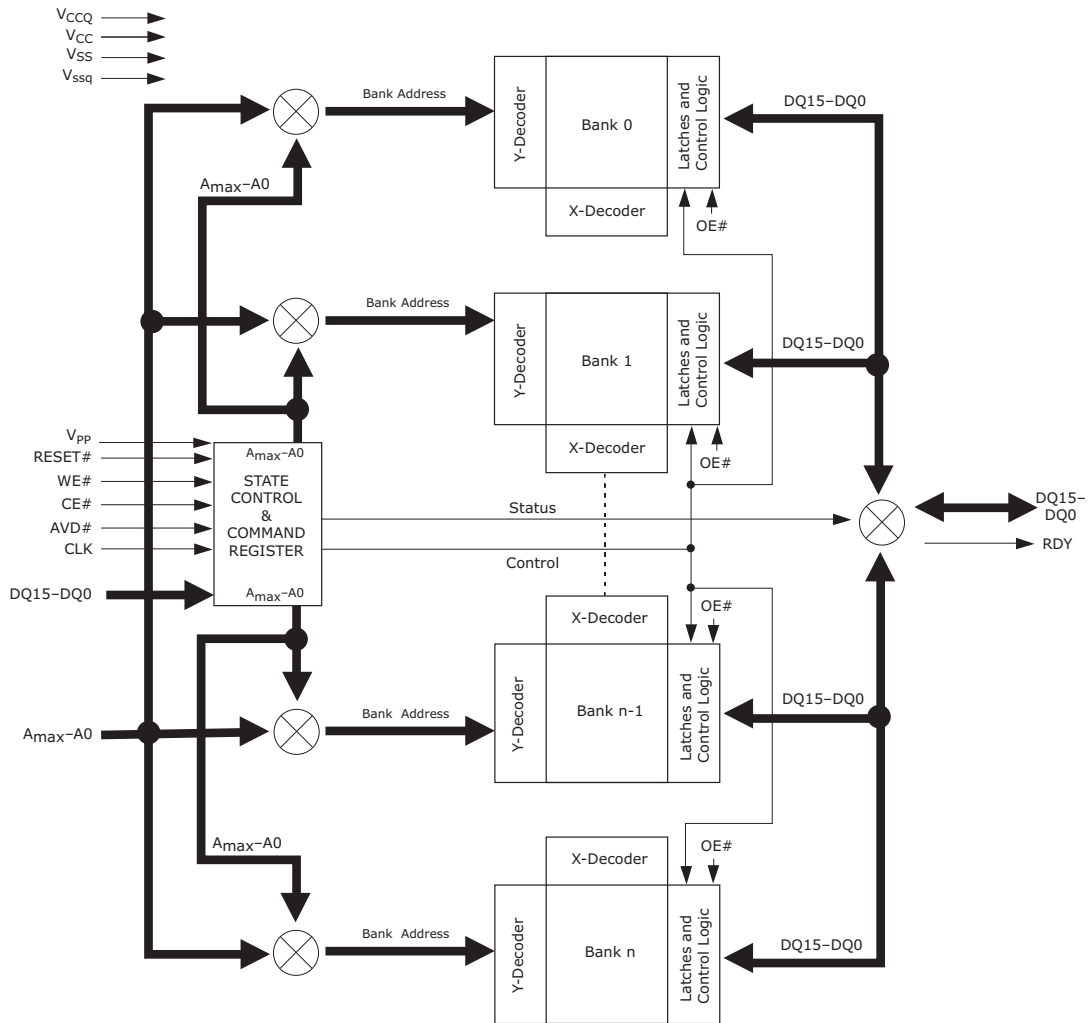 VCCQ
VCC
VSS
Vssq
Bank Address
Y-Decoder
Bank 0
Latches and
Control Logic
X-Decoder
OE#
DQ15–DQ0
Amax–A0
Bank Address
Y-Decoder
Bank 1
Latches and
Control Logic
X-Decoder
OE#
DQ15–DQ0
VPP
RESET#
WE#
CE#
AVD#
CLK
DQ15–DQ0
Amax–A0
STATE
CONTROL
&
COMMAND
REGISTER
Amax–A0
Status
Control
DQ15–
DQ0
RDY
X-Decoder
OE#
Bank Address
Y-Decoder
Bank n-1
Latches and
Control Logic
DQ15–DQ0
Amax–A0
Amax–A0
X-Decoder
OE#
Bank Address
Y-Decoder
Bank n
Latches and
Control Logic
DQ15–DQ0